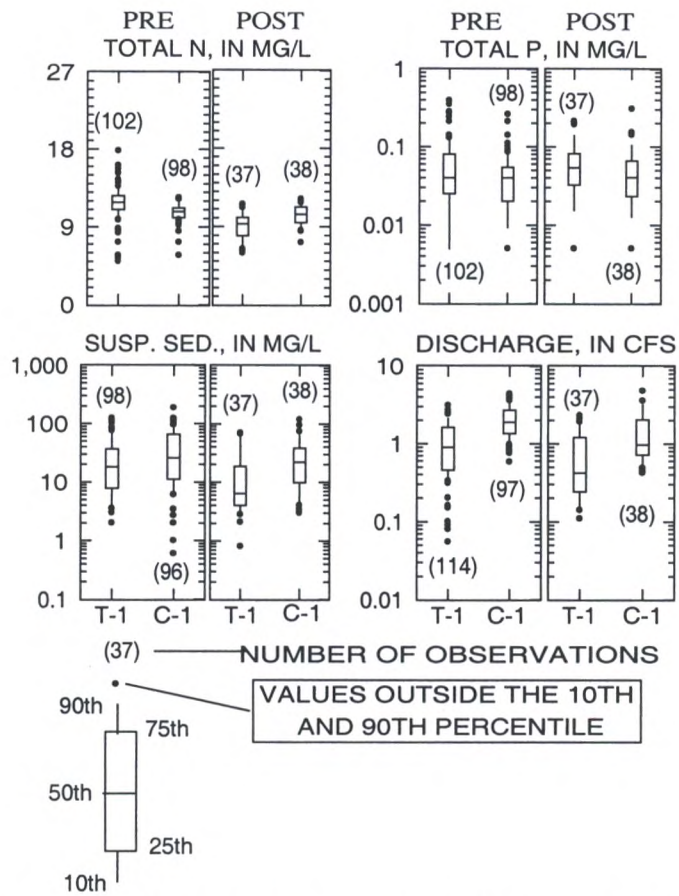 PRE POST PRE POST
TOTAL N, IN MG/L TOTAL P, IN MG/L
27
18
9
0
(102)
(98)
(37)
(38)
1
0.1
0.01
0.001
(102)
(98)
(37)
(38)
SUSP. SED., IN MG/L DISCHARGE, IN CFS
1,000
100
10
1
0.1
(98)
(96)
(37)
(38)
T-1 C-1 T-1 C-1
10
1
0.1
0.01
(114)
(97)
(37)
(38)
T-1 C-1 T-1 C-1
(37) NUMBER OF OBSERVATIONS
VALUES OUTSIDE THE 10TH
AND 90TH PERCENTILE
90th
75th
50th
25th
10th